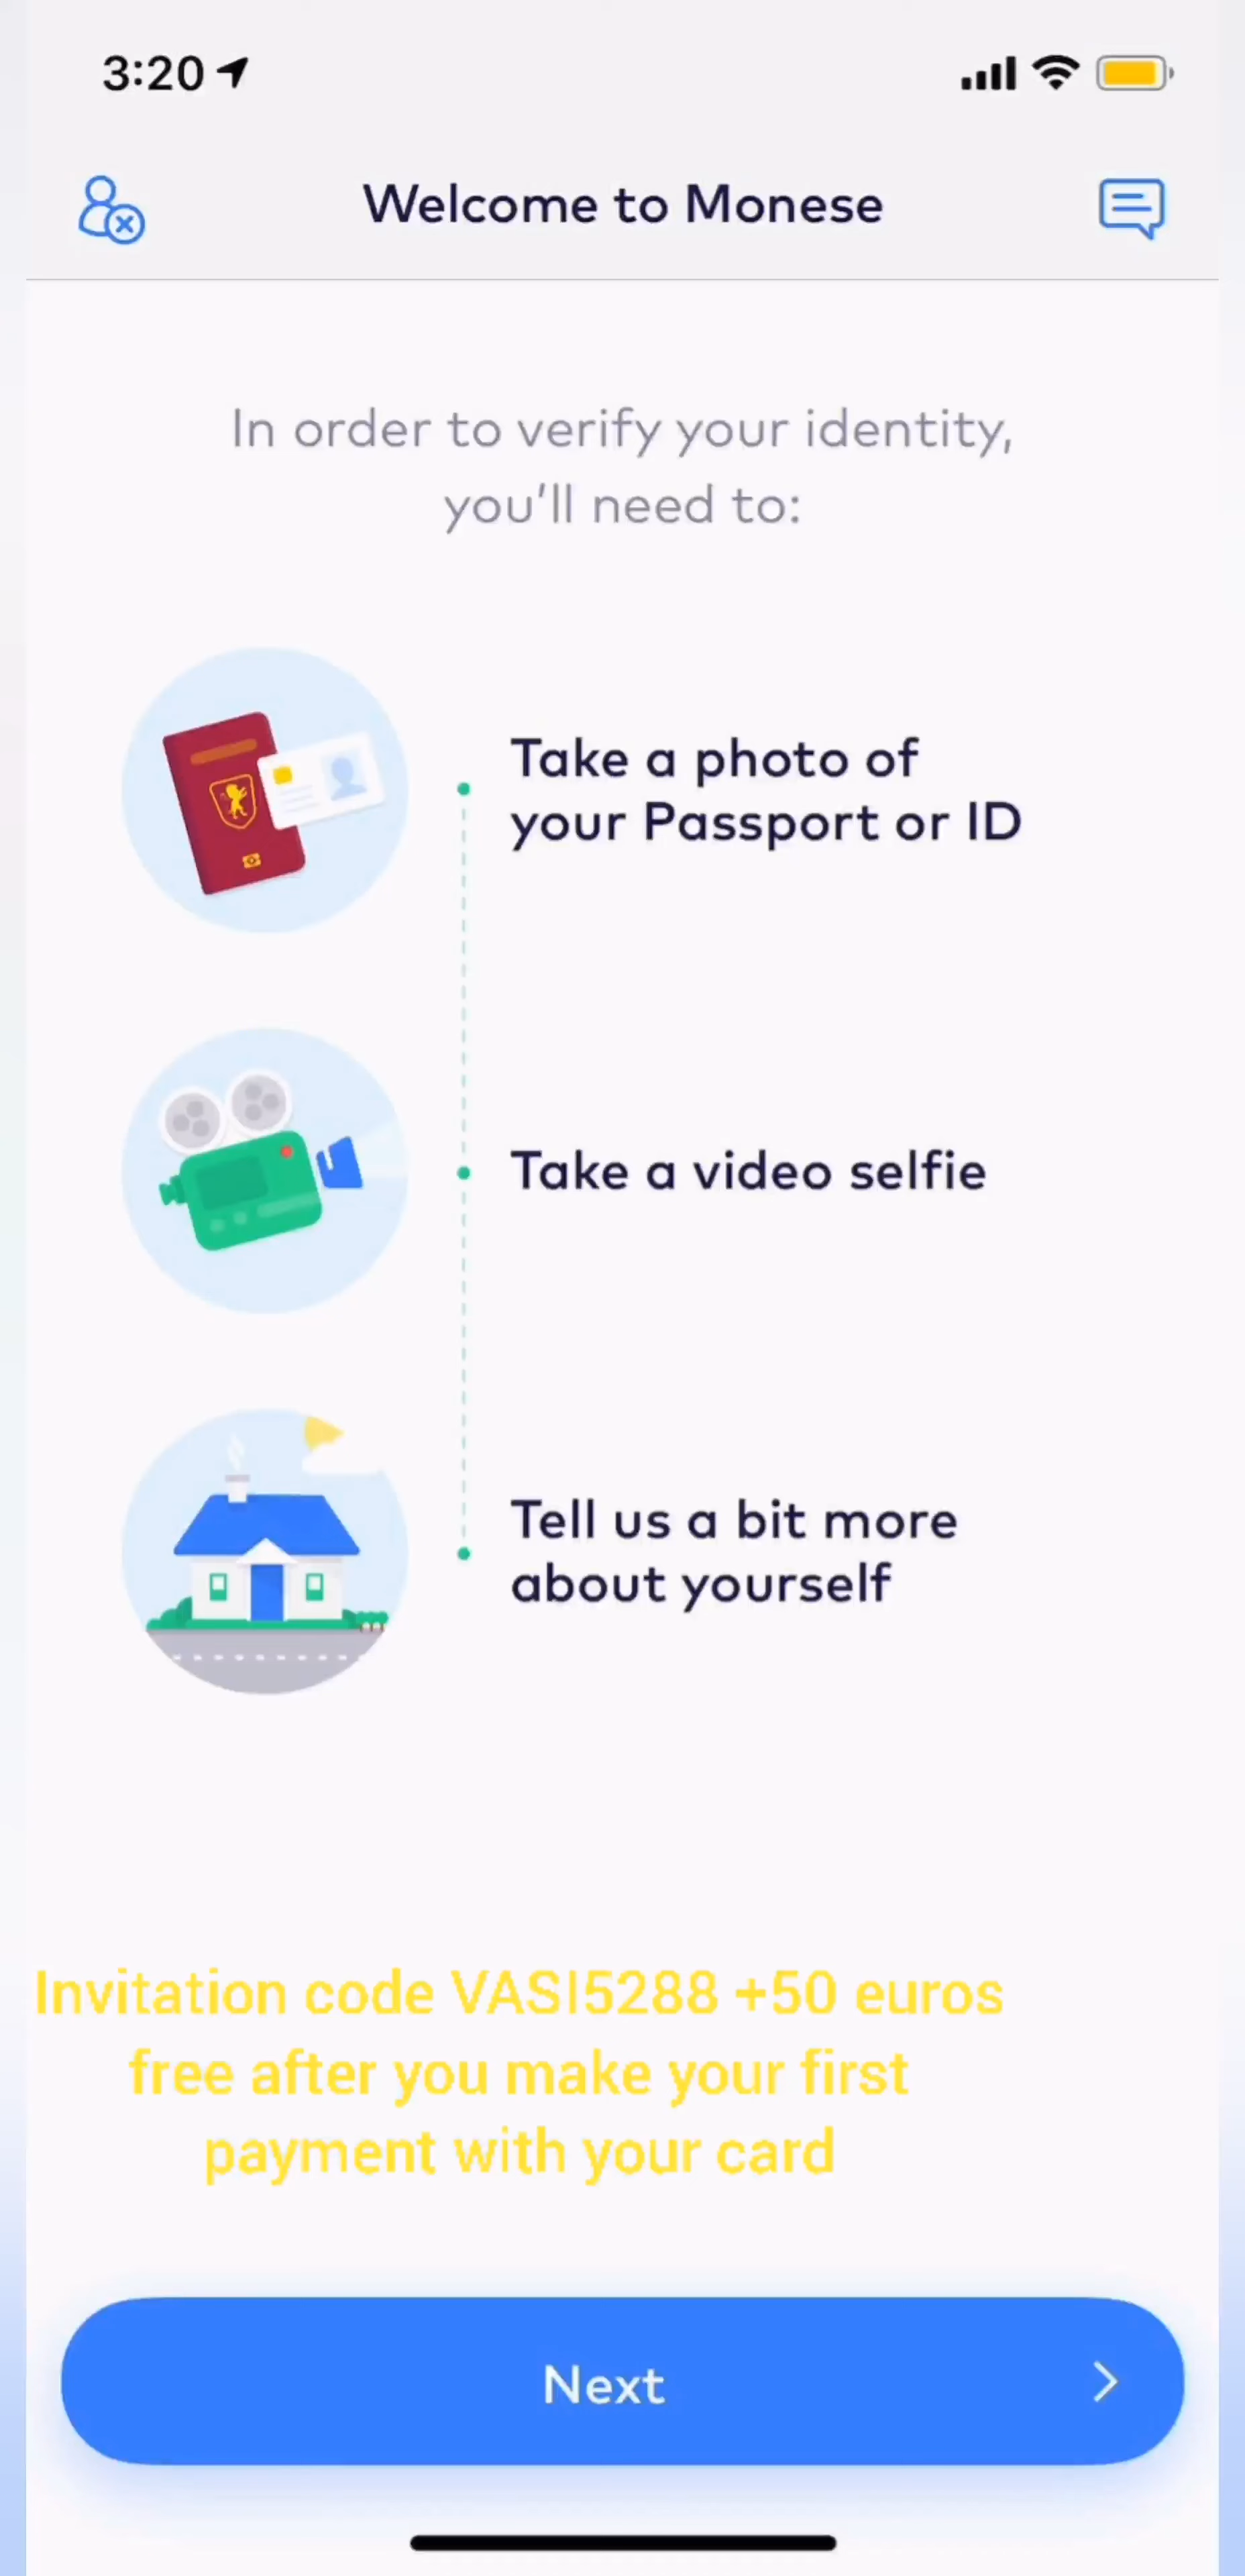 3:20
Welcome to Monese
In order to verify your identity,
you'll need to:
Take a photo of
your Passport or ID
Take a video selfie
Tell us a bit more
about yourself
Invitation code VASI5288 +50 euros
free after you make your first
payment with your card
Next